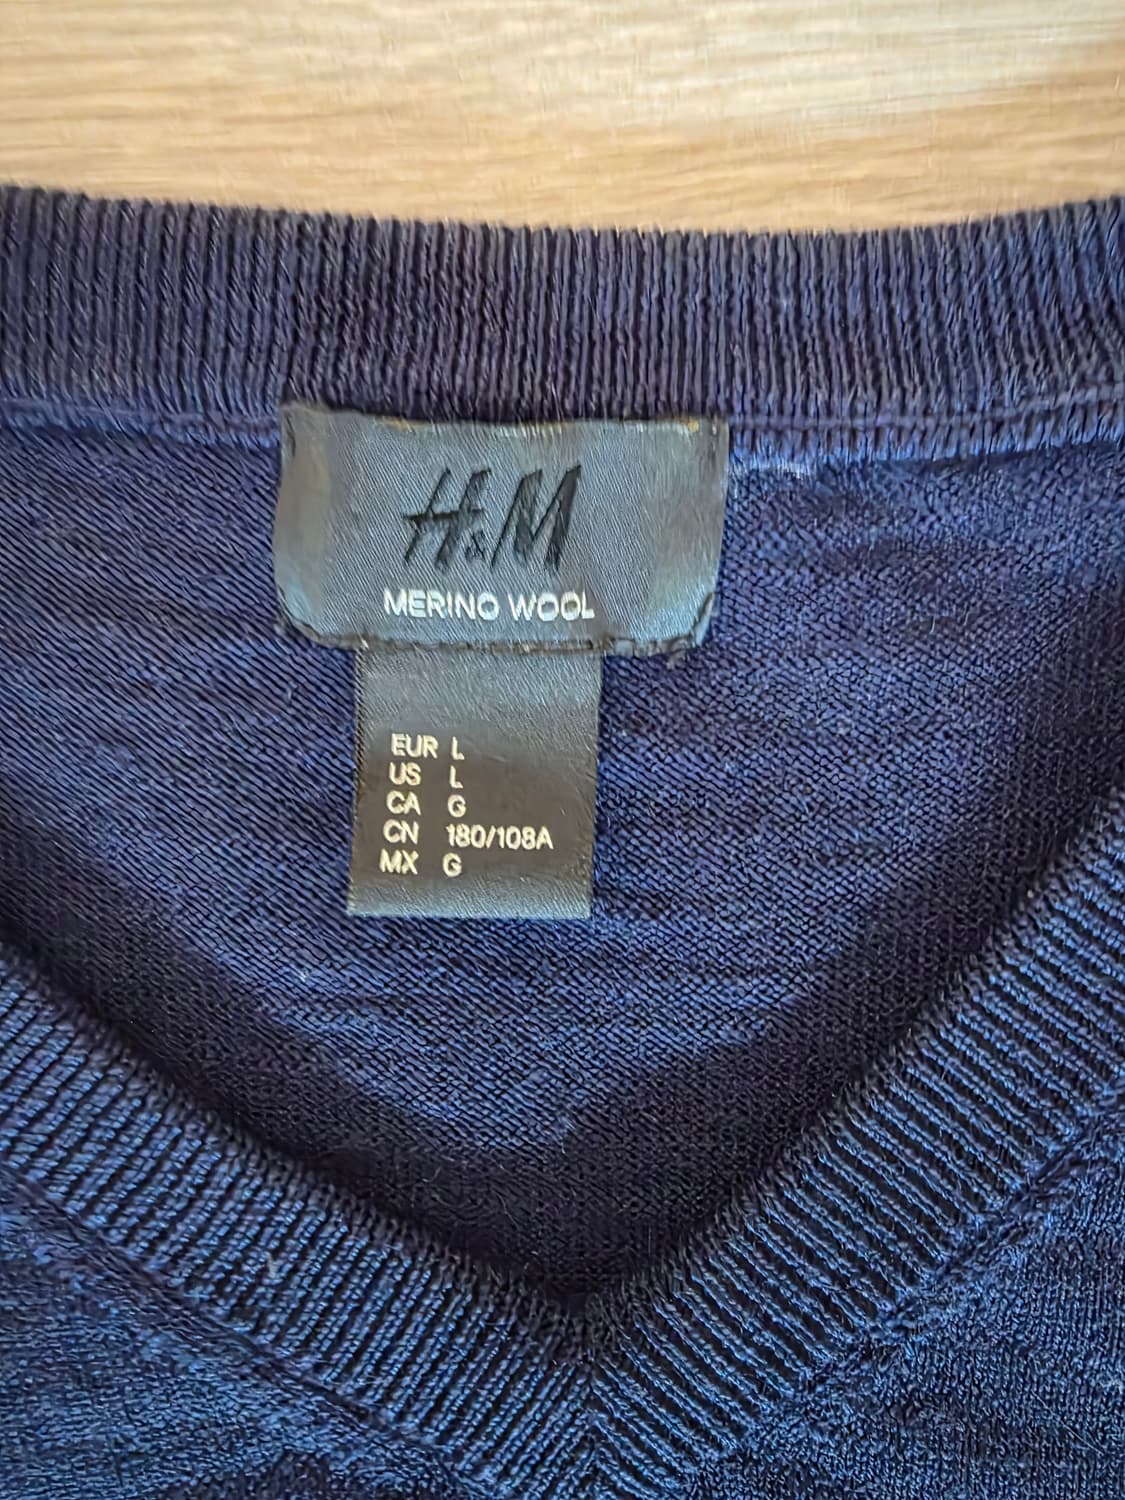 H&M
MERINO WOOL
EUR L
US L
CA G
CN 180/108A
MX G